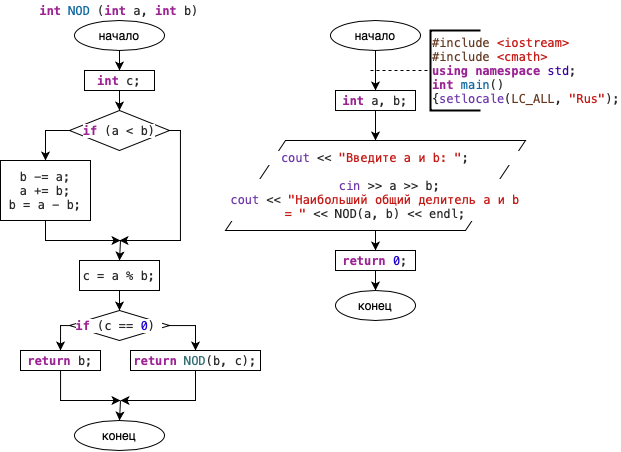 int NOD (int a, int b)
начало
int c;
if (a < b)
b -= a;
a += b;
b = a - b;
c = a % b;
if (c == 0)
return b;
return NOD(b, c);
конец
начало
#include <iostream>
#include <cmath>
using namespace std;
int main()
{setlocale(LC_ALL, "Rus");
int a, b;
cout << "Введите a и b: ";
cin >> a >> b;
cout << "Наибольший общий делитель a и b
= " << NOD(a, b) << endl;
return 0;
конец